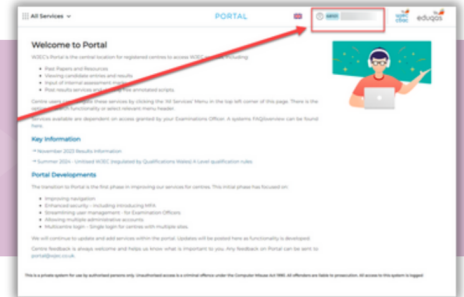 All Services
PORTAL
wjec
cbac
eduqas
Welcome to Portal
WJEC's Portal is the central location for registered centres to access WJEC including:
Past Papers and Resources
Viewing candidate entries and results
Input of internal assessment
Post results services and annotated scripts
Centre users these services by clicking the 'All Services' Menu in the top left corner of this page. There is the
functionality or select relevant menu header.
Services available are dependent on access granted by your Examinations Officer. A systems FAQ/overview can be found
here.
Key Information
November 2023 Results Information
Summer 2024 - Unitised WJEC (regulated by Qualifications Wales) A Level qualification rules
Portal Developments
The transition to Portal is the first phase in improving our services for centres. This initial phase has focused on:
Improving navigation
Enhanced security - including introducing MFA
Streamlining user management - for Examination Officers
Allowing multiple administrative accounts
Multicentre login - Single login for centres with multiple sites
We will continue to update and add services within the portal. Updates will be posted here as functionality is developed.
Centre feedback is always welcome and helps us know what is important to you. Any feedback on Portal can be sent to
portal@wjec.co.uk
This is a private system for use by authorised persons only. Unauthorised access is a criminal offence under the Computer Misuse Act 1990. All offenders are liable to prosecution. All access to this system is logged